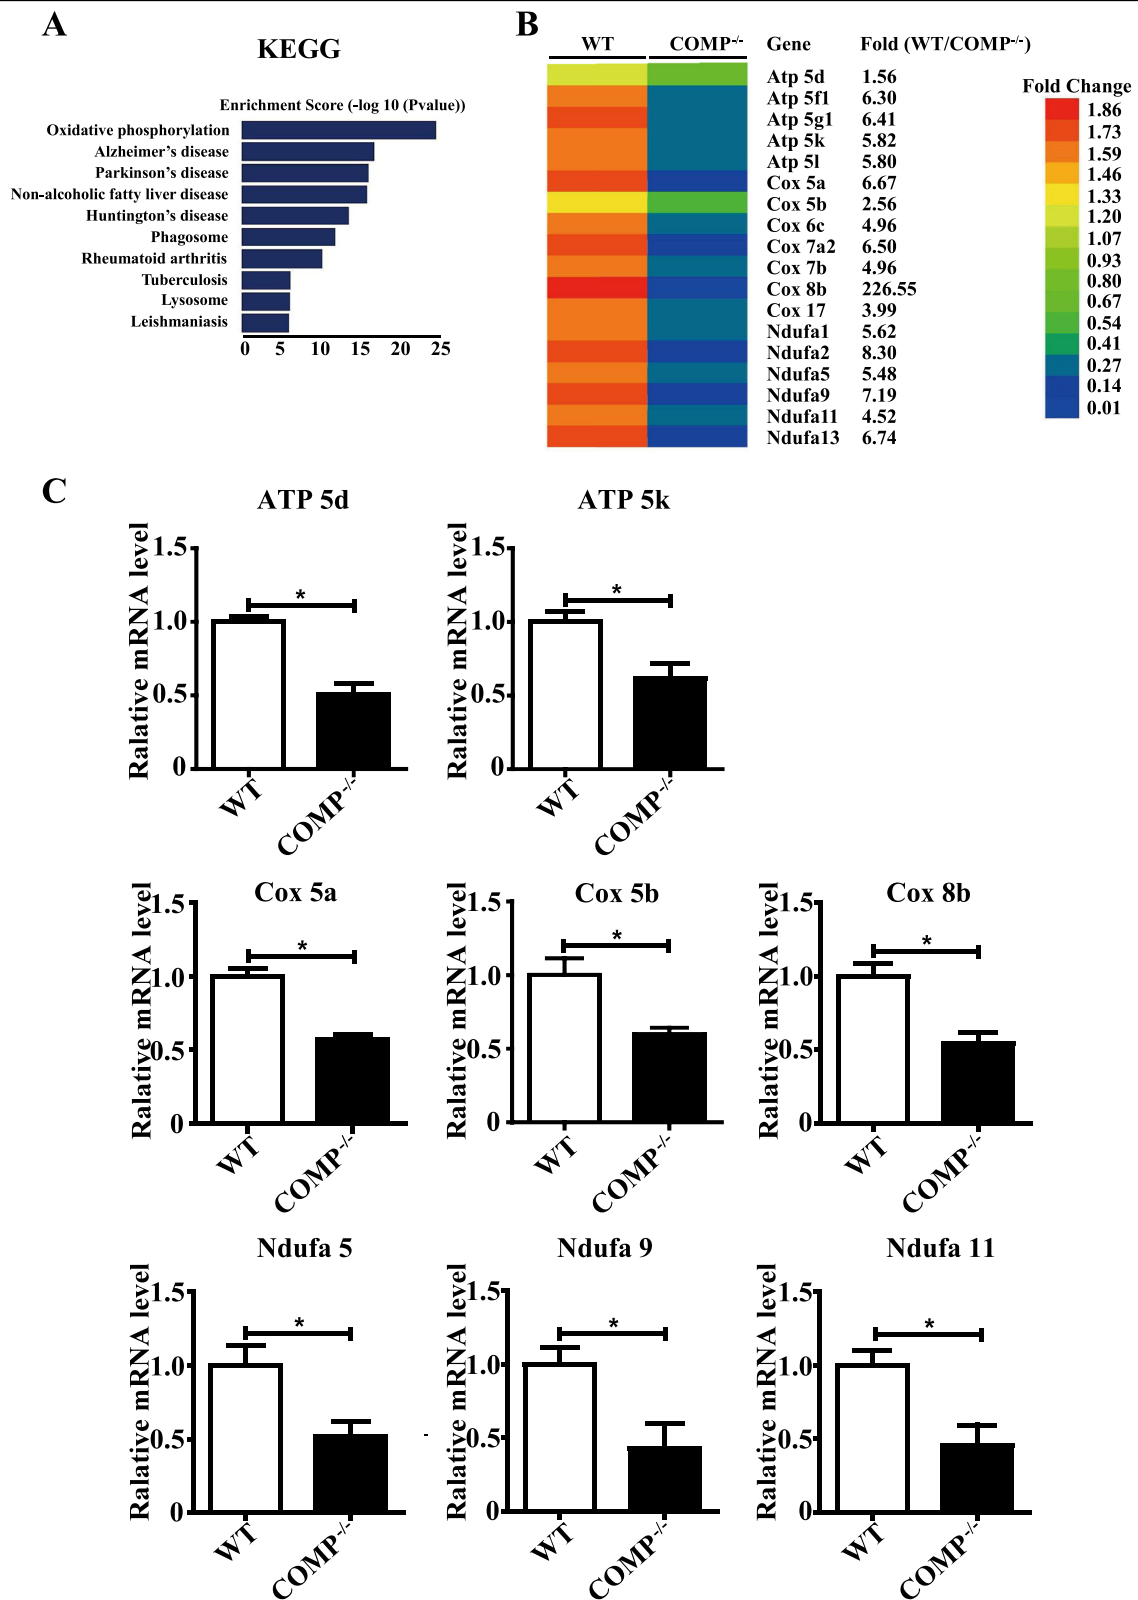 A
KEGG
Enrichment Score (-log 10 (Pvalue))
Oxidative phosphorylation
Alzheimer's disease
Parkinson's disease
Non-alcoholic fatty liver disease
Huntington's disease
Phagosome
Rheumatoid arthritis
Tuberculosis
Lysosome
Leishmaniasis
0 5 10 15 20 25
B
WT COMP-/- Gene Fold (WT/COMP-/-)
Atp 5d 1.56
Atp 5f1 6.30
Atp 5g1 6.41
Atp 5k 5.82
Atp 5l 5.80
Cox 5a 6.67
Cox 5b 2.56
Cox 6c 4.96
Cox 7a2 6.50
Cox 7b 4.96
Cox 8b 226.55
Cox 17 3.99
Ndufa1 5.62
Ndufa2 8.30
Ndufa5 5.48
Ndufa9 7.19
Ndufa11 4.52
Ndufa13 6.74
Fold Change
1.86
1.73
1.59
1.46
1.33
1.20
1.07
0.93
0.80
0.67
0.54
0.41
0.27
0.14
0.01
C
ATP 5d
Ralative mRNA level
1.5
1.0
0.5
0
*
WT
COMP-/-
ATP 5k
Ralative mRNA level
1.5
1.0
0.5
0
*
WT
COMP-/-
Cox 5a
Ralative mRNA level
1.5
1.0
0.5
0
*
WT
COMP-/-
Cox 5b
Ralative mRNA level
1.5
1.0
0.5
0
*
WT
COMP-/-
Cox 8b
Ralative mRNA level
1.5
1.0
0.5
0
*
WT
COMP-/-
Ndufa 5
Ralative mRNA level
1.5
1.0
0.5
0
*
WT
COMP-/-
Ndufa 9
Ralative mRNA level
1.5
1.0
0.5
0
*
WT
COMP-/-
Ndufa 11
Ralative mRNA level
1.5
1.0
0.5
0
*
WT
COMP-/-